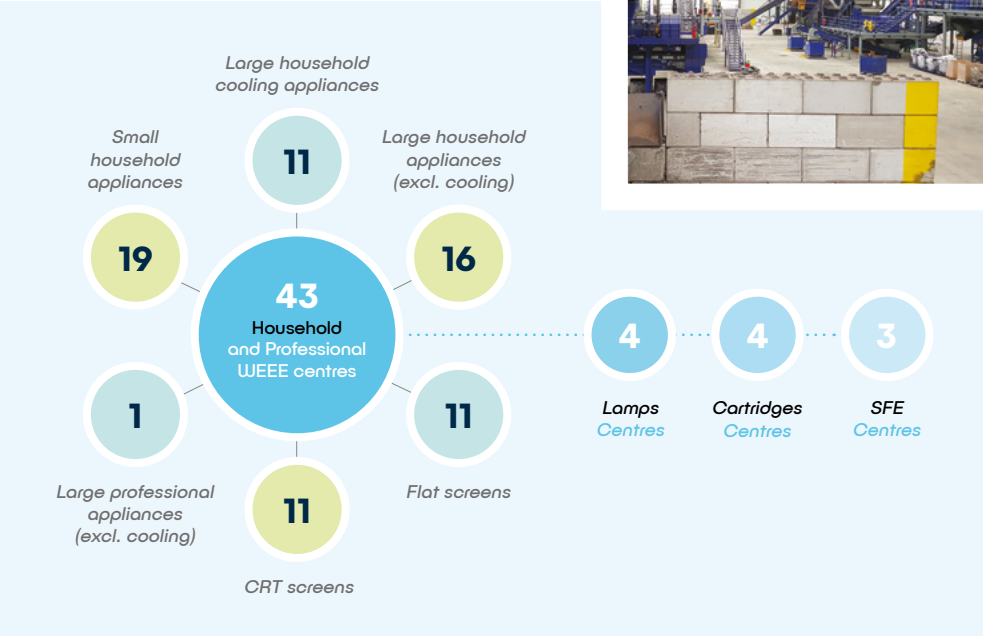 Large household
cooling appliances
11
Small
household
appliances
19
Large household
appliances
(excl. cooling)
16
43
Household
and Professional
WEEE centres
1
Large professional
appliances
(excl. cooling)
11
CRT screens
11
Flat screens
4
Lamps
Centres
4
Cartridges
Centres
3
SFE
Centres